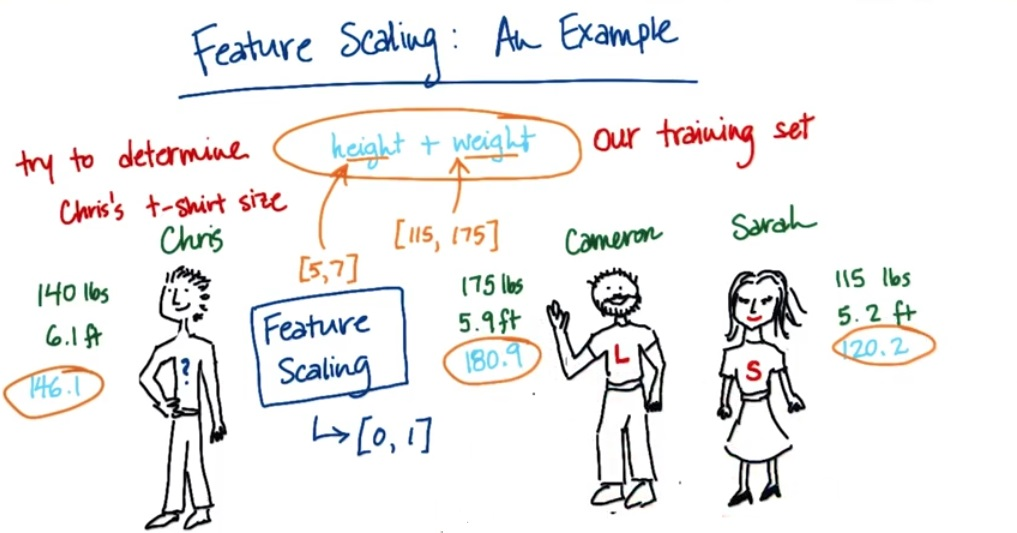 Feature Scaling: An Example
try to determine
Chris's t-shirt size
height + weight
our training set
[5,7]
[115, 175]
Chris
140 lbs
6.1 ft
146.1
?
Feature
Scaling
[0, 1]
Cameron
175 lbs
5.9 ft
180.9
L
Sarah
115 lbs
5.2 ft
120.2
S